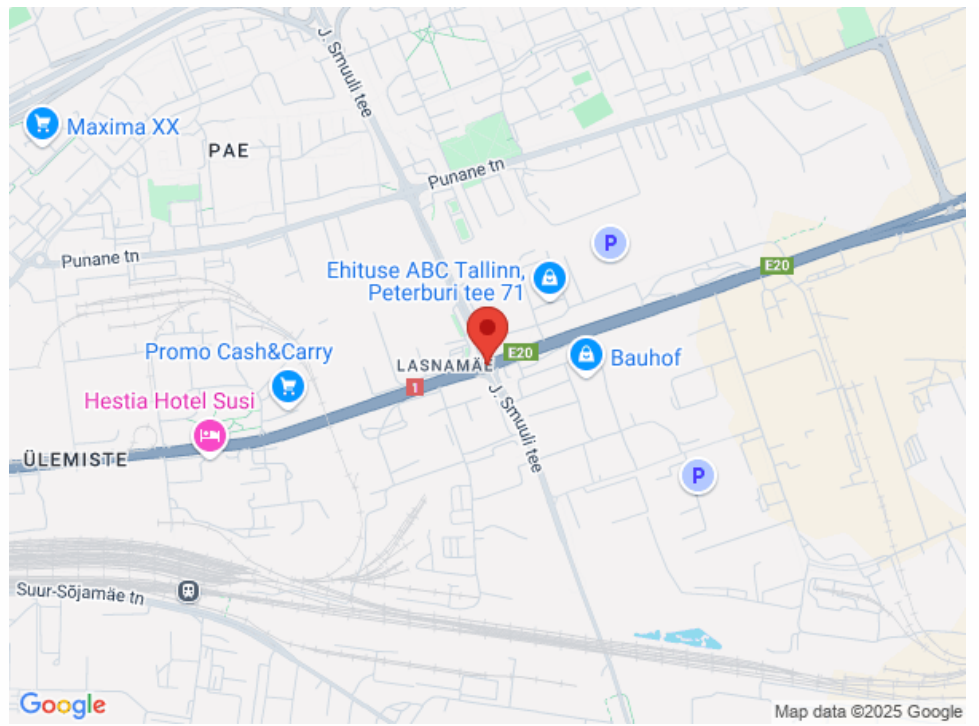 J. Smuuli tee
Maxima XX
PAE
Punane tn
Punane tn
E20
Ehituse ABC Tallinn,
Peterburi tee 71
Promo Cash&Carry
E20
Bauhof
LASNAMÄE
1
Hestia Hotel Susi
J. Smuuli tee
ÜLEMISTE
P
P
Suur-Sõjamäe tn
Google
Map data ©2025 Google